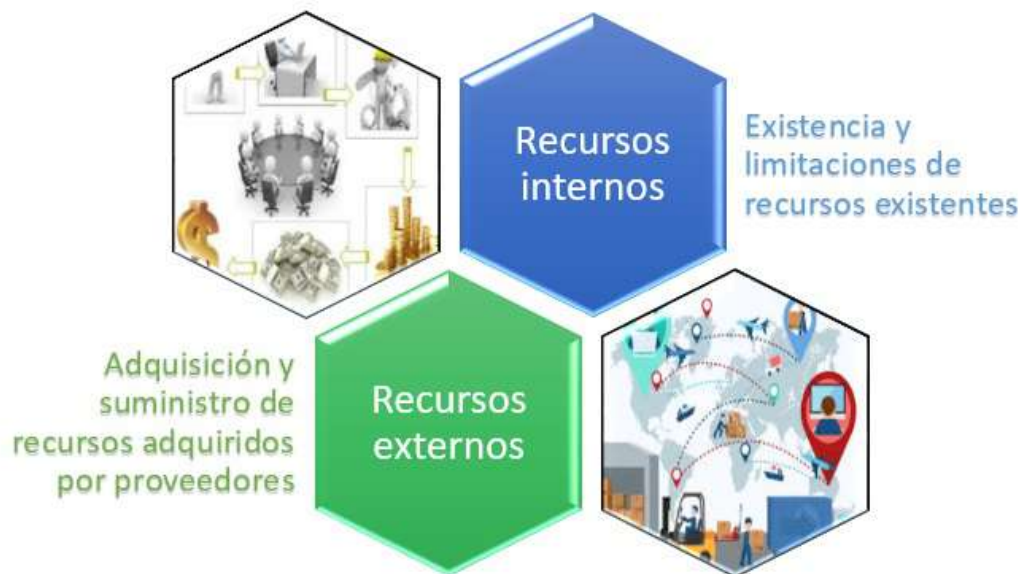 Recursos
internos
Existencia y
limitaciones de
recursos existentes
Adquisición y
suministro de
recursos adquiridos
por proveedores
Recursos
externos